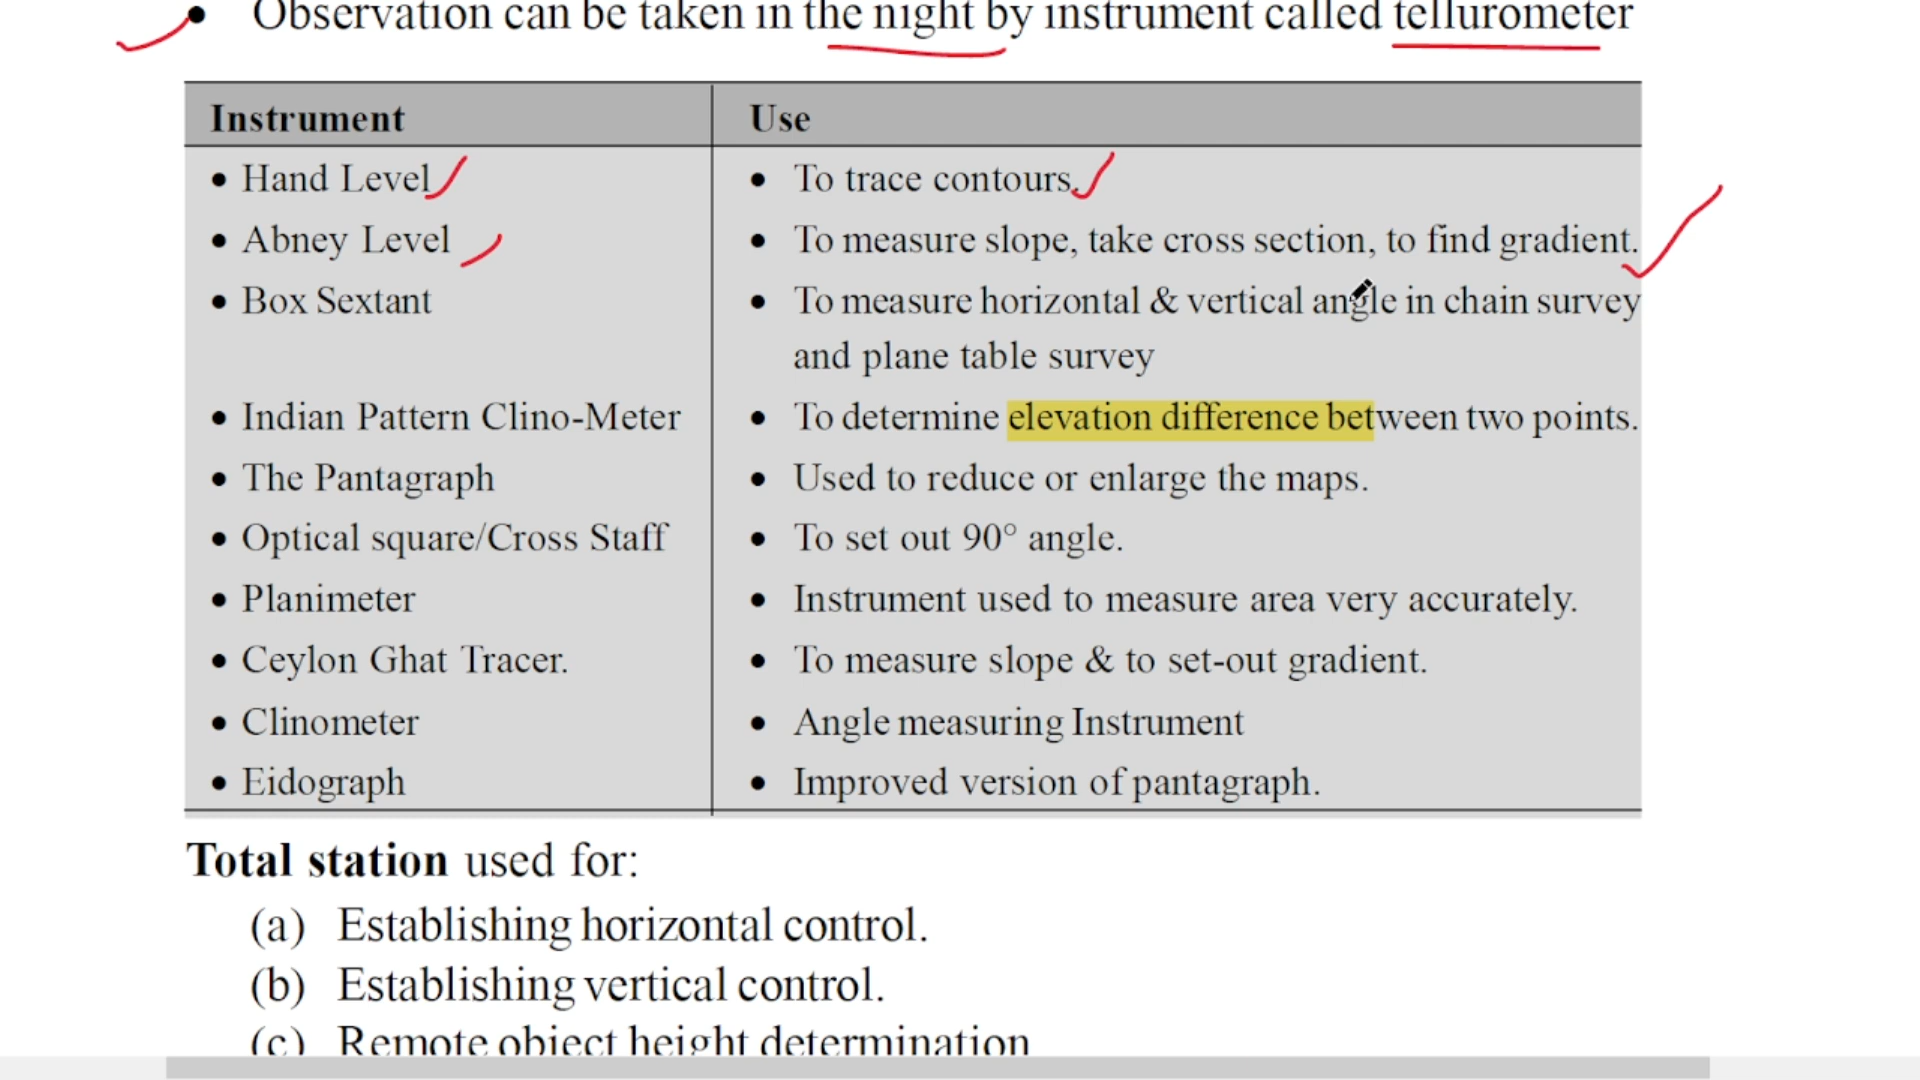 • Observation can be taken in the night by instrument called tellurometer
Instrument Use
• Hand Level • To trace contours.
• Abney Level • To measure slope, take cross section, to find gradient.
• Box Sextant • To measure horizontal & vertical angle in chain survey
and plane table survey
• Indian Pattern Clino-Meter • To determine elevation difference between two points.
• The Pantagraph • Used to reduce or enlarge the maps.
• Optical square/Cross Staff • To set out 90° angle.
• Planimeter • Instrument used to measure area very accurately.
• Ceylon Ghat Tracer. • To measure slope & to set-out gradient.
• Clinometer • Angle measuring Instrument
• Eidograph • Improved version of pantagraph.
Total station used for:
(a) Establishing horizontal control.
(b) Establishing vertical control.
(c) Remote object height determination